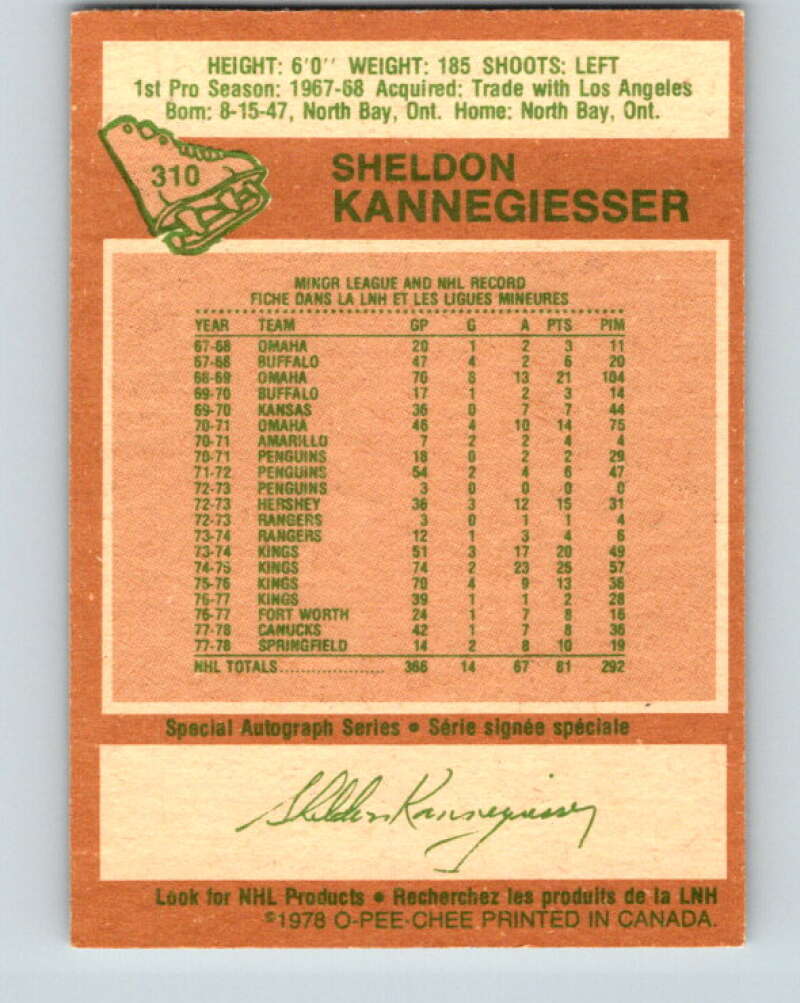 HEIGHT: 6'0'' WEIGHT: 185 SHOOTS: LEFT
1st Pro Season: 1967-68 Acquired: Trade with Los Angeles
Born: 8-15-47, North Bay, Ont. Home: North Bay, Ont.
310
SHELDON
KANNEGIESSER
MINOR LEAGUE AND NHL RECORD
FICHE DANS LA LNH ET LES LIGUES MINEURES
YEAR TEAM GP G A PTS PIM
67-68 OMAHA 20 1 2 3 11
67-68 BUFFALO 47 4 2 6 20
68-69 OMAHA 70 8 13 21 104
69-70 BUFFALO 17 1 2 3 14
69-70 KANSAS 36 0 7 7 44
70-71 OMAHA 46 4 10 14 75
70-71 AMARILLO 7 2 2 4 4
70-71 PENGUINS 18 0 2 2 29
71-72 PENGUINS 54 2 4 6 47
72-73 PENGUINS 3 0 0 0 0
72-73 HERSHEY 36 3 12 15 31
72-73 RANGERS 3 0 1 1 4
73-74 RANGERS 12 1 3 4 6
73-74 KINGS 51 3 17 20 49
74-75 KINGS 74 2 23 25 57
75-76 KINGS 70 4 9 13 36
76-77 KINGS 39 1 1 2 28
76-77 FORT WORTH 24 1 7 8 16
77-78 CANUCKS 42 1 7 8 36
77-78 SPRINGFIELD 14 2 8 10 19
NHL TOTALS 366 14 67 81 292
Special Autograph Series • Série signée spéciale
Sheldon Kannegiesser
Look for NHL Products • Recherchez les produits de la LNH
©1978 O-PEE-CHEE PRINTED IN CANADA.